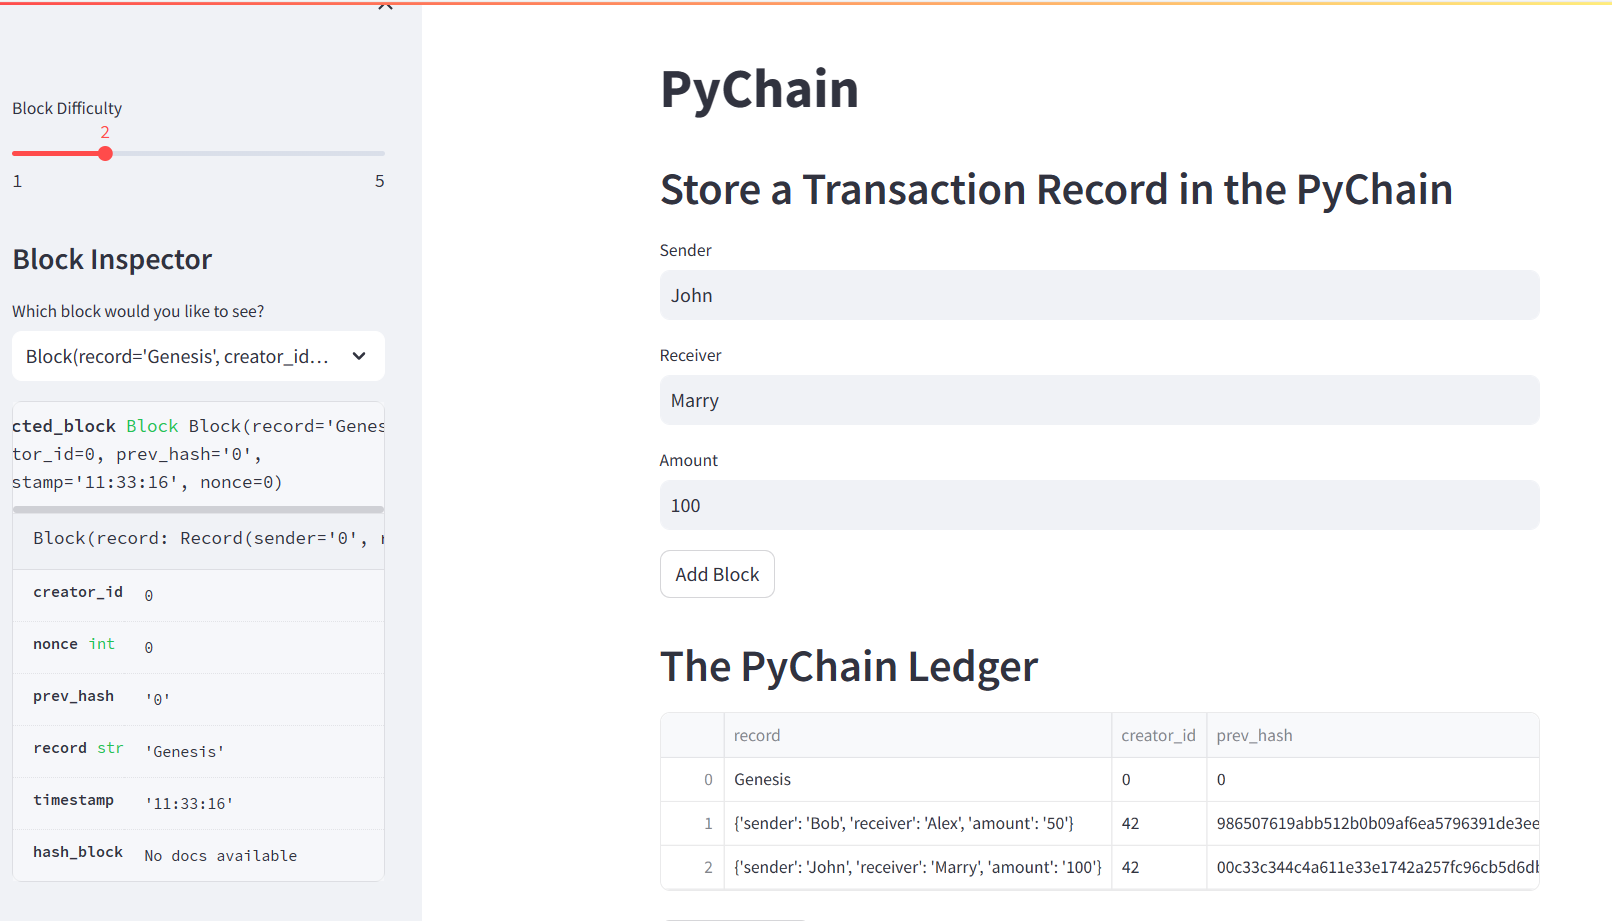 Block Difficulty
2
1 5
Block Inspector
Which block would you like to see?
Block(record='Genesis', creator_id...
cted_block Block Block(record='Genes
tor_id=0, prev_hash='0',
stamp='11:33:16', nonce=0)
Block(record: Record(sender='0', r
creator_id 0
nonce int 0
prev_hash '0'
record str 'Genesis'
timestamp '11:33:16'
hash_block No docs available
PyChain
Store a Transaction Record in the PyChain
Sender
John
Receiver
Marry
Amount
100
Add Block
The PyChain Ledger
record creator_id prev_hash
0 Genesis 0 0
1 {'sender': 'Bob', 'receiver': 'Alex', 'amount': '50'} 42 986507619abb512b0b09af6ea5796391de3ee
2 {'sender': 'John', 'receiver': 'Marry', 'amount': '100'} 42 00c33c344c4a611e33e1742a257fc96cb5d6db